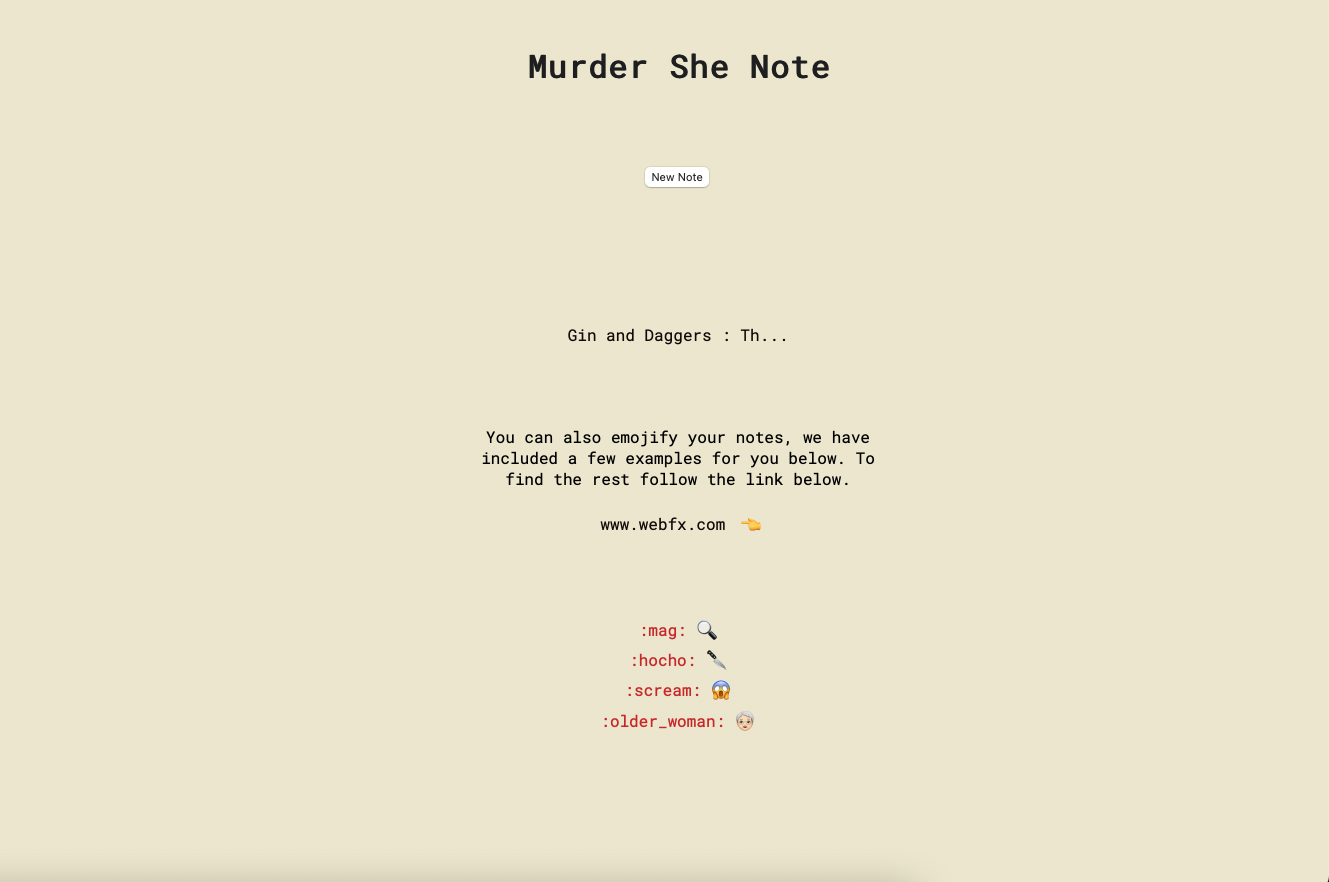 Murder She Note
New Note
Gin and Daggers : Th...
You can also emojify your notes, we have
included a few examples for you below. To
find the rest follow the link below.
www.webfx.com 👈
:mag: 🔍
:hocho: 🔪
:scream: 😱
:older_woman: 👵🏼